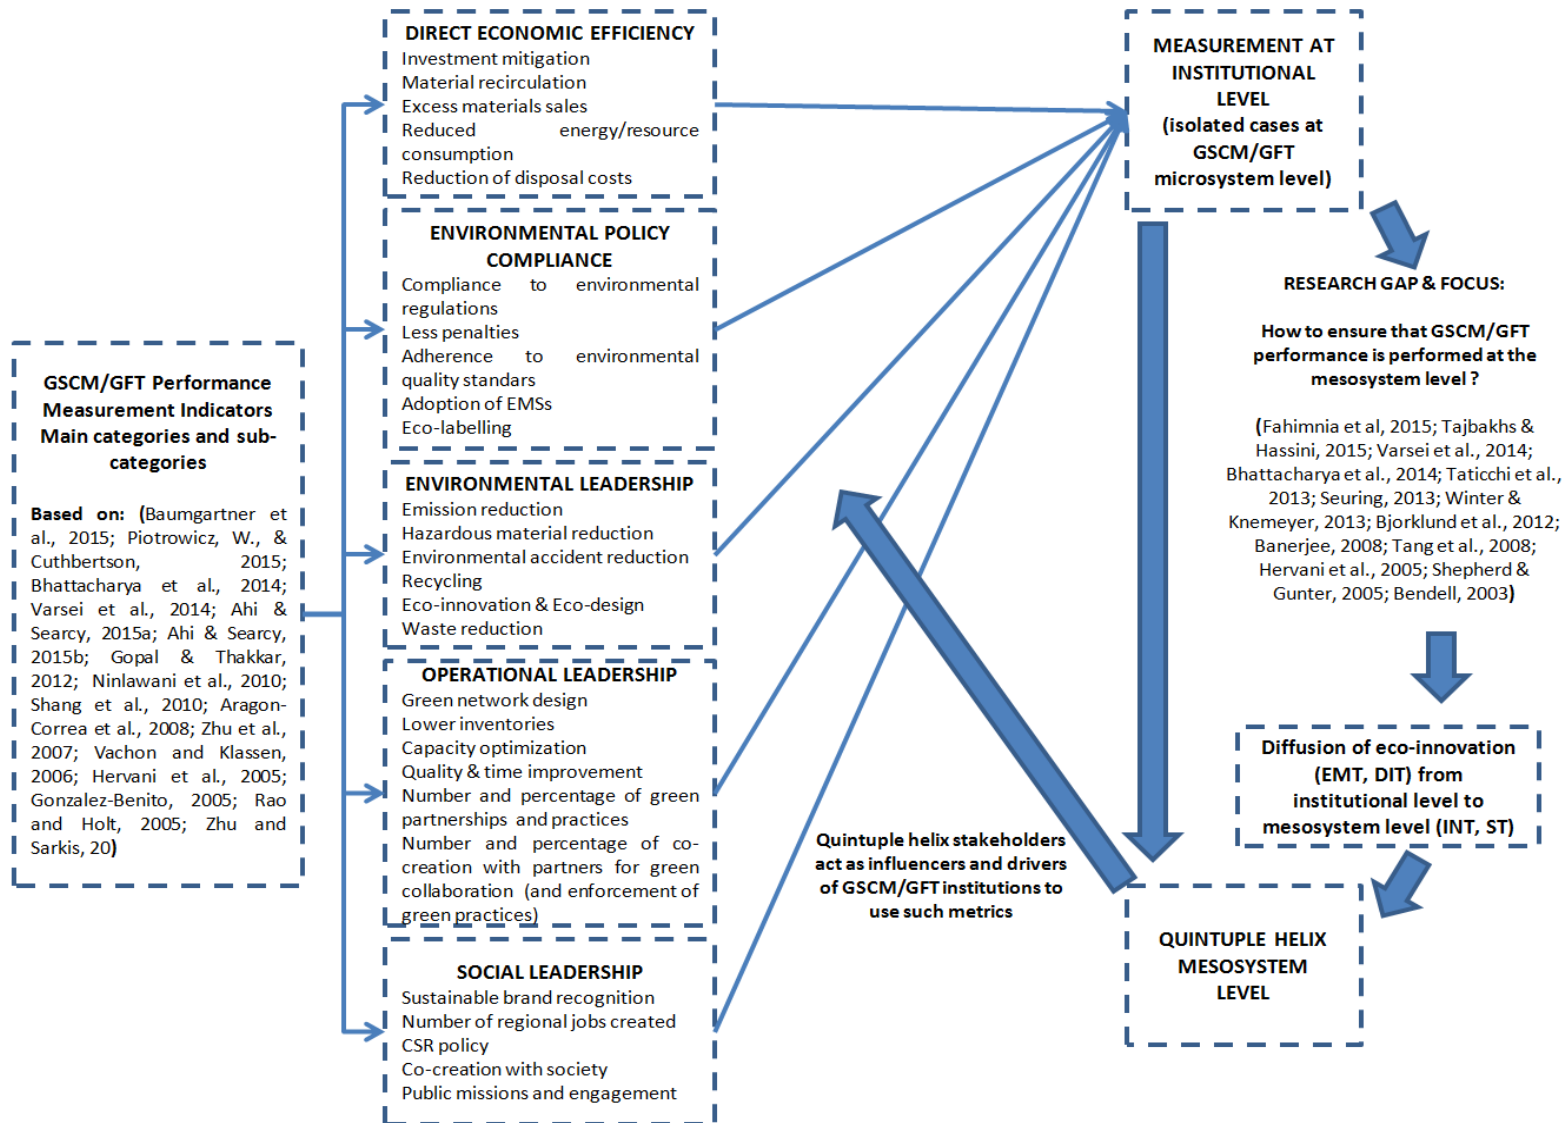 GSCM/GFT Performance
Measurement Indicators
Main categories and sub-
categories
Based on: (Baumgartner et
al., 2015; Piotrowicz, W., &
Cuthbertson, 2015;
Bhattacharya et al., 2014;
Varsei et al., 2014; Ahi &
Searcy, 2015a; Ahi & Searcy,
2015b; Gopal & Thakkar,
2012; Ninlawani et al., 2010;
Shang et al., 2010; Aragon-
Correa et al., 2008; Zhu et al.,
2007; Vachon and Klassen,
2006; Hervani et al., 2005;
Gonzalez-Benito, 2005; Rao
and Holt, 2005; Zhu and
Sarkis, 20)
DIRECT ECONOMIC EFFICIENCY
Investment mitigation
Material recirculation
Excess materials sales
Reduced energy/resource
consumption
Reduction of disposal costs
ENVIRONMENTAL POLICY
COMPLIANCE
Compliance to environmental
regulations
Less penalties
Adherence to environmental
quality standars
Adoption of EMSs
Eco-labelling
ENVIRONMENTAL LEADERSHIP
Emission reduction
Hazardous material reduction
Environmental accident reduction
Recycling
Eco-innovation & Eco-design
Waste reduction
OPERATIONAL LEADERSHIP
Green network design
Lower inventories
Capacity optimization
Quality & time improvement
Number and percentage of green
partnerships and practices
Number and percentage of co-
creation with partners for green
collaboration (and enforcement of
green practices)
SOCIAL LEADERSHIP
Sustainable brand recognition
Number of regional jobs created
CSR policy
Co-creation with society
Public missions and engagement
MEASUREMENT AT
INSTITUTIONAL
LEVEL
(isolated cases at
GSCM/GFT
microsystem level)
RESEARCH GAP & FOCUS:
How to ensure that GSCM/GFT
performance is performed at the
mesosystem level ?
(Fahimnia et al, 2015; Tajbakhs &
Hassini, 2015; Varsei et al., 2014;
Bhattacharya et al., 2014; Taticchi et al.,
2013; Seuring, 2013; Winter &
Knemeyer, 2013; Bjorklund et al., 2012;
Banerjee, 2008; Tang et al., 2008;
Hervani et al., 2005; Shepherd &
Gunter, 2005; Bendell, 2003)
Diffusion of eco-innovation
(EMT, DIT) from
institutional level to
mesosystem level (INT, ST)
Quintuple helix stakeholders
act as influencers and drivers
of GSCM/GFT institutions to
use such metrics
QUINTUPLE HELIX
MESOSYSTEM
LEVEL